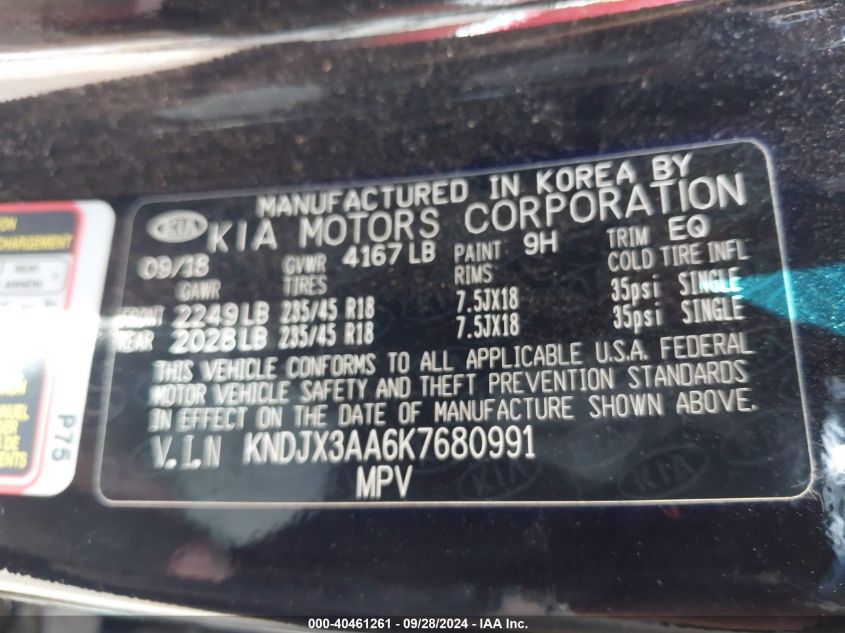 MANUFACTURED IN KOREA BY
KIA KIA MOTORS CORPORATION
09/18 GVWR 4167 LB PAINT 9H TRIM EQ
GAWR TIRES RIMS COLD TIRE INFL
FRONT 2249 LB 235/45 R18 7.5JX18 35psi SINGLE
REAR 2028 LB 235/45 R18 7.5JX18 35psi SINGLE
THIS VEHICLE CONFORMS TO ALL APPLICABLE U.S.A. FEDERAL
MOTOR VEHICLE SAFETY AND THEFT PREVENTION STANDARDS
IN EFFECT ON THE DATE OF MANUFACTURE SHOWN ABOVE.
V.I.N KNDJX3AA6K7680991
MPV
P75
000-40461261 - 09/28/2024 - IAA Inc.